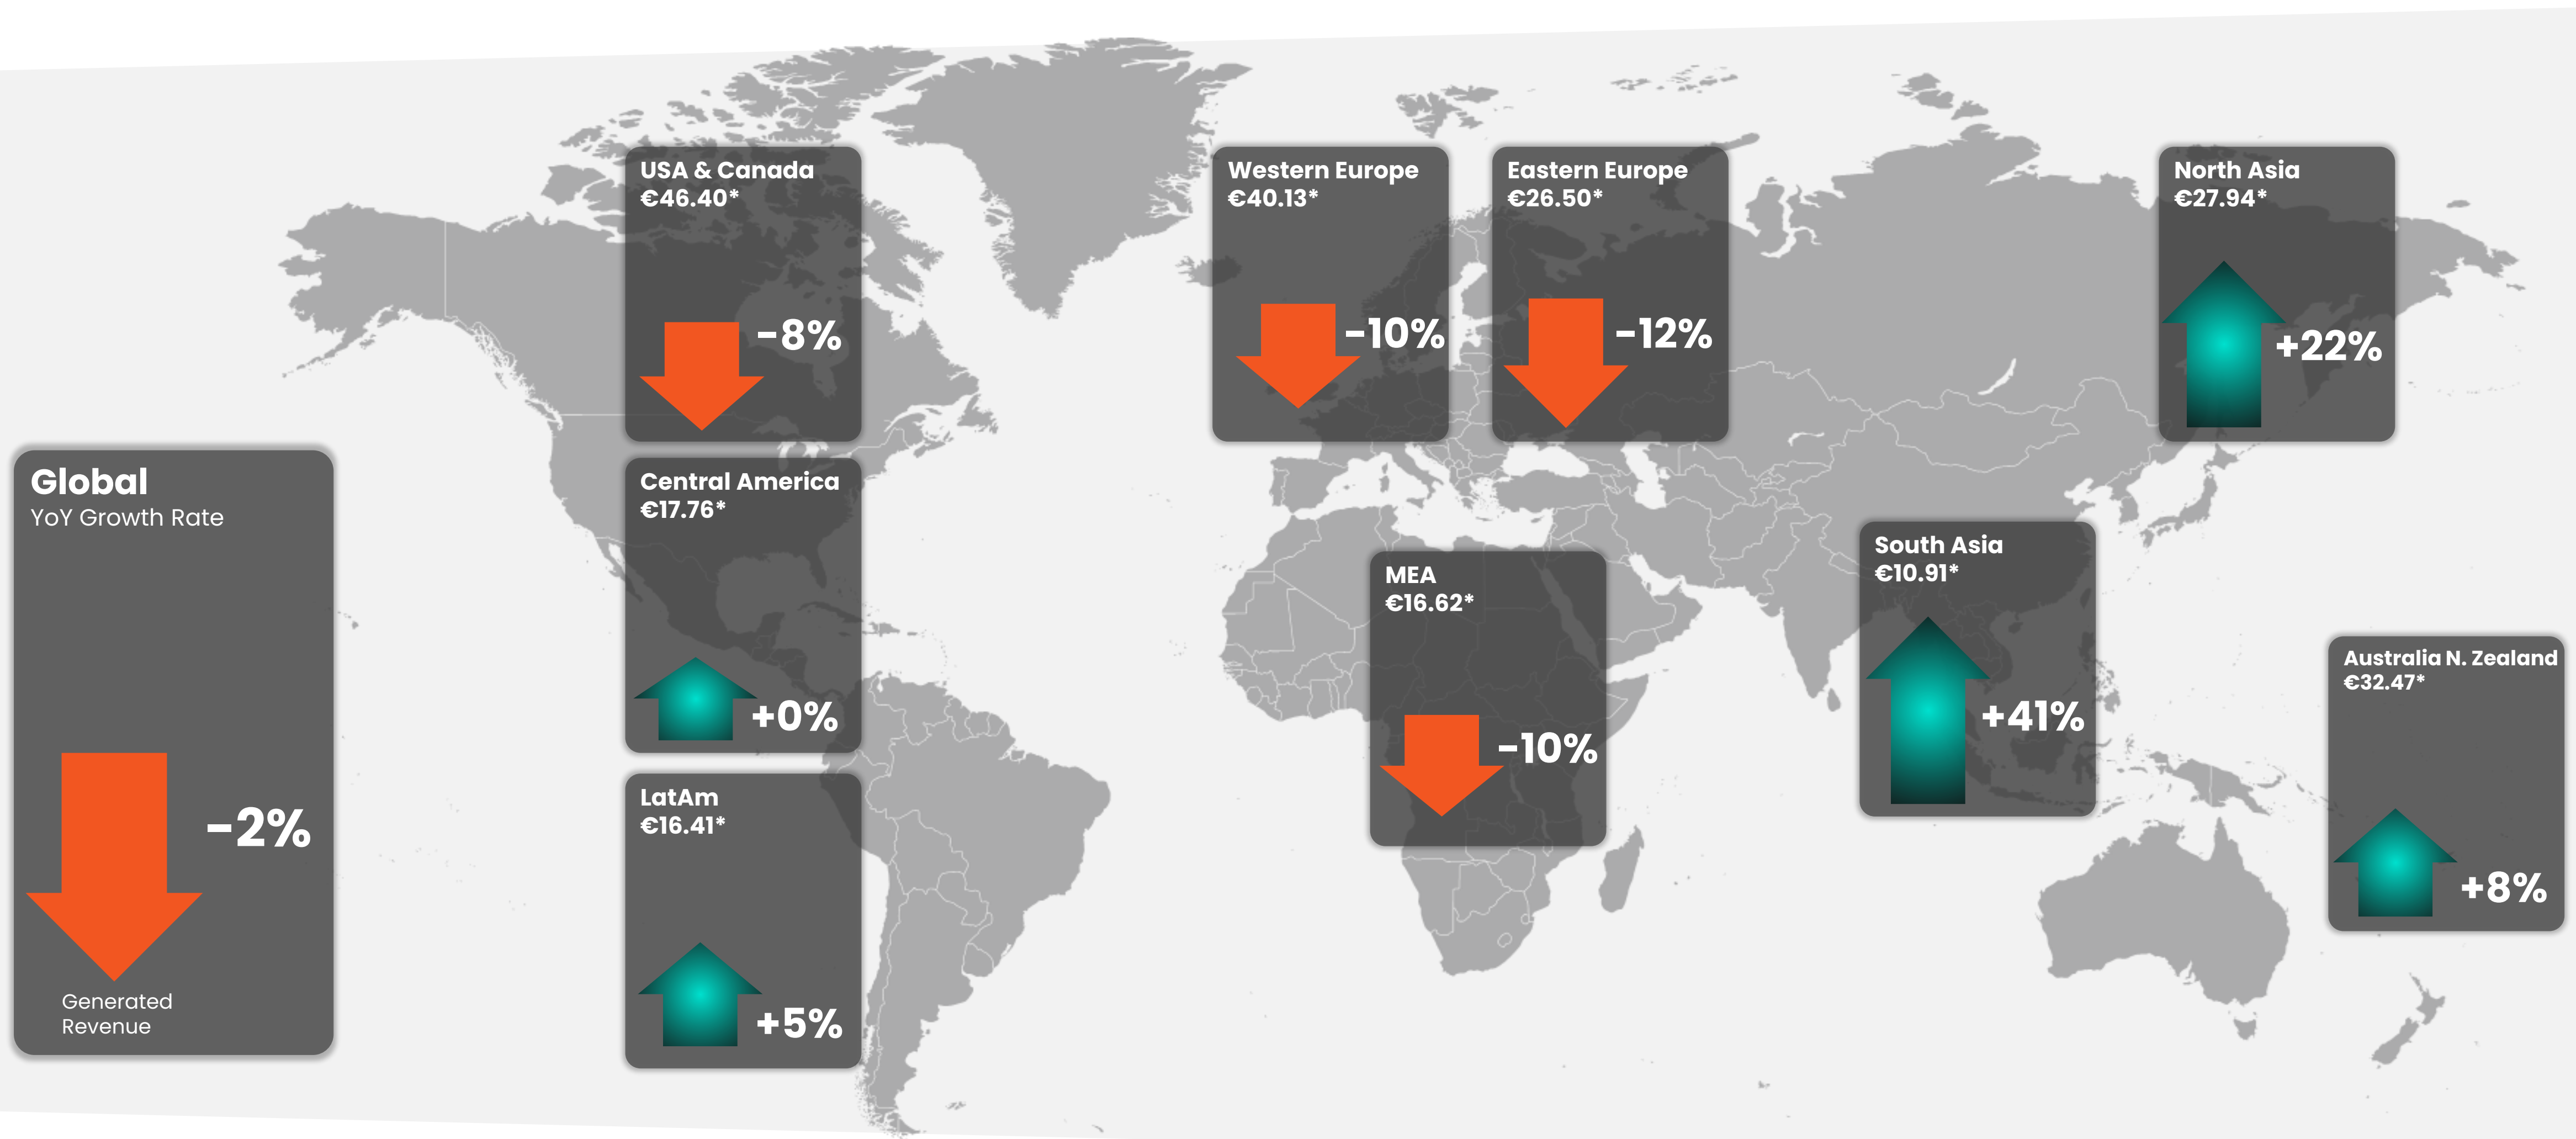 Global
YoY Growth Rate
-2%
Generated
Revenue
USA & Canada
€46.40*
-8%
Central America
€17.76*
+0%
LatAm
€16.41*
+5%
Western Europe
€40.13*
-10%
Eastern Europe
€26.50*
-12%
MEA
€16.62*
-10%
North Asia
€27.94*
+22%
South Asia
€10.91*
+41%
Australia N. Zealand
€32.47*
+8%